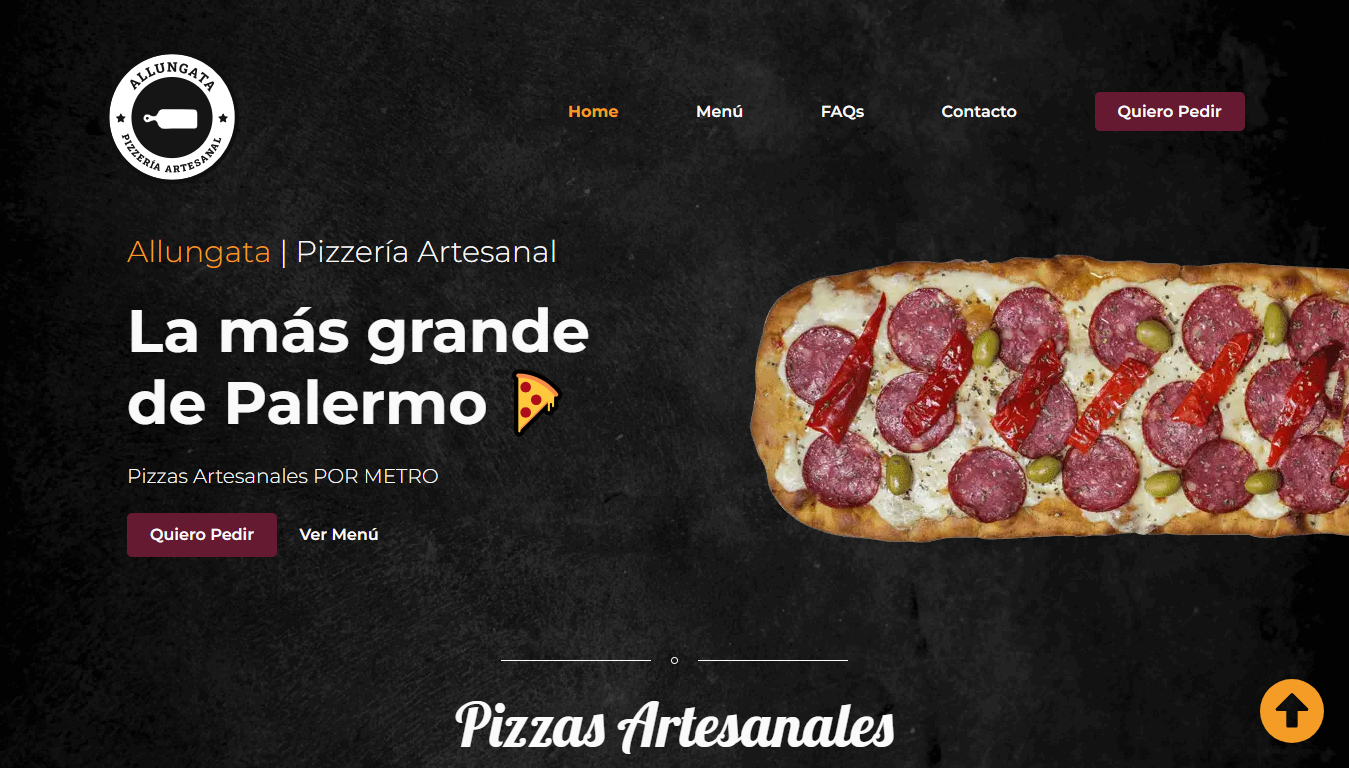 ALLUNGATA
PIZZERÍA ARTESANAL
Home
Menú
FAQs
Contacto
Quiero Pedir
Allungata | Pizzería Artesanal
La más grande
de Palermo
Pizzas Artesanales POR METRO
Quiero Pedir
Ver Menú
Pizzas Artesanales